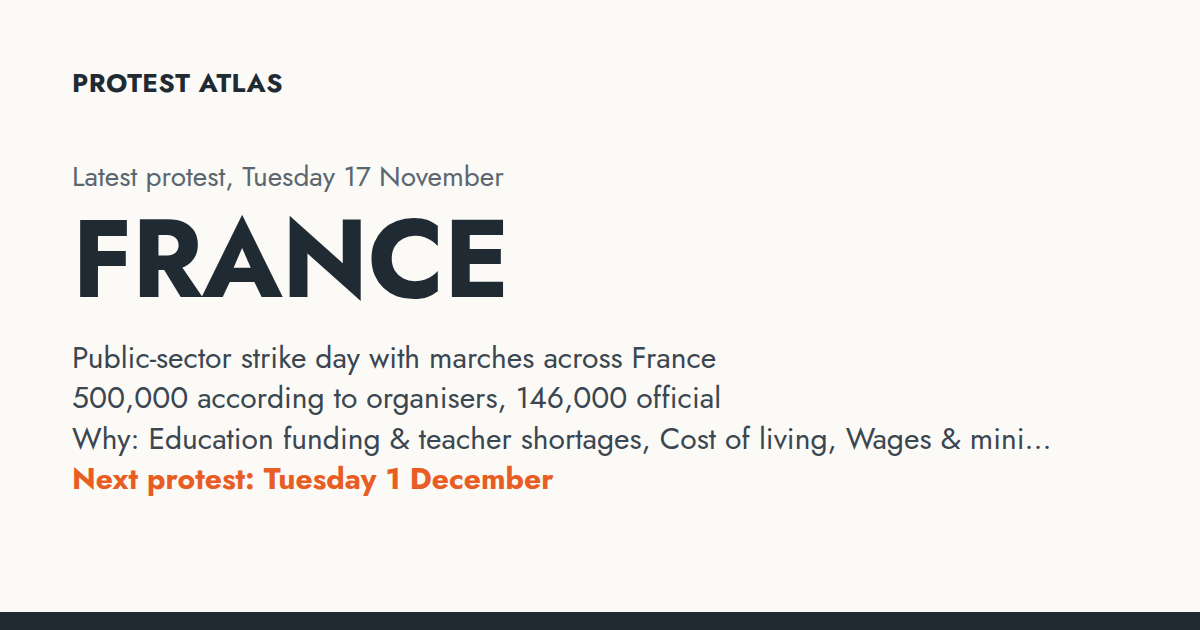 PROTEST ATLAS
Latest protest, Tuesday 17 November
FRANCE
Public-sector strike day with marches across France
500,000 according to organisers, 146,000 official
Why: Education funding & teacher shortages, Cost of living, Wages & mini…
Next protest: Tuesday 1 December